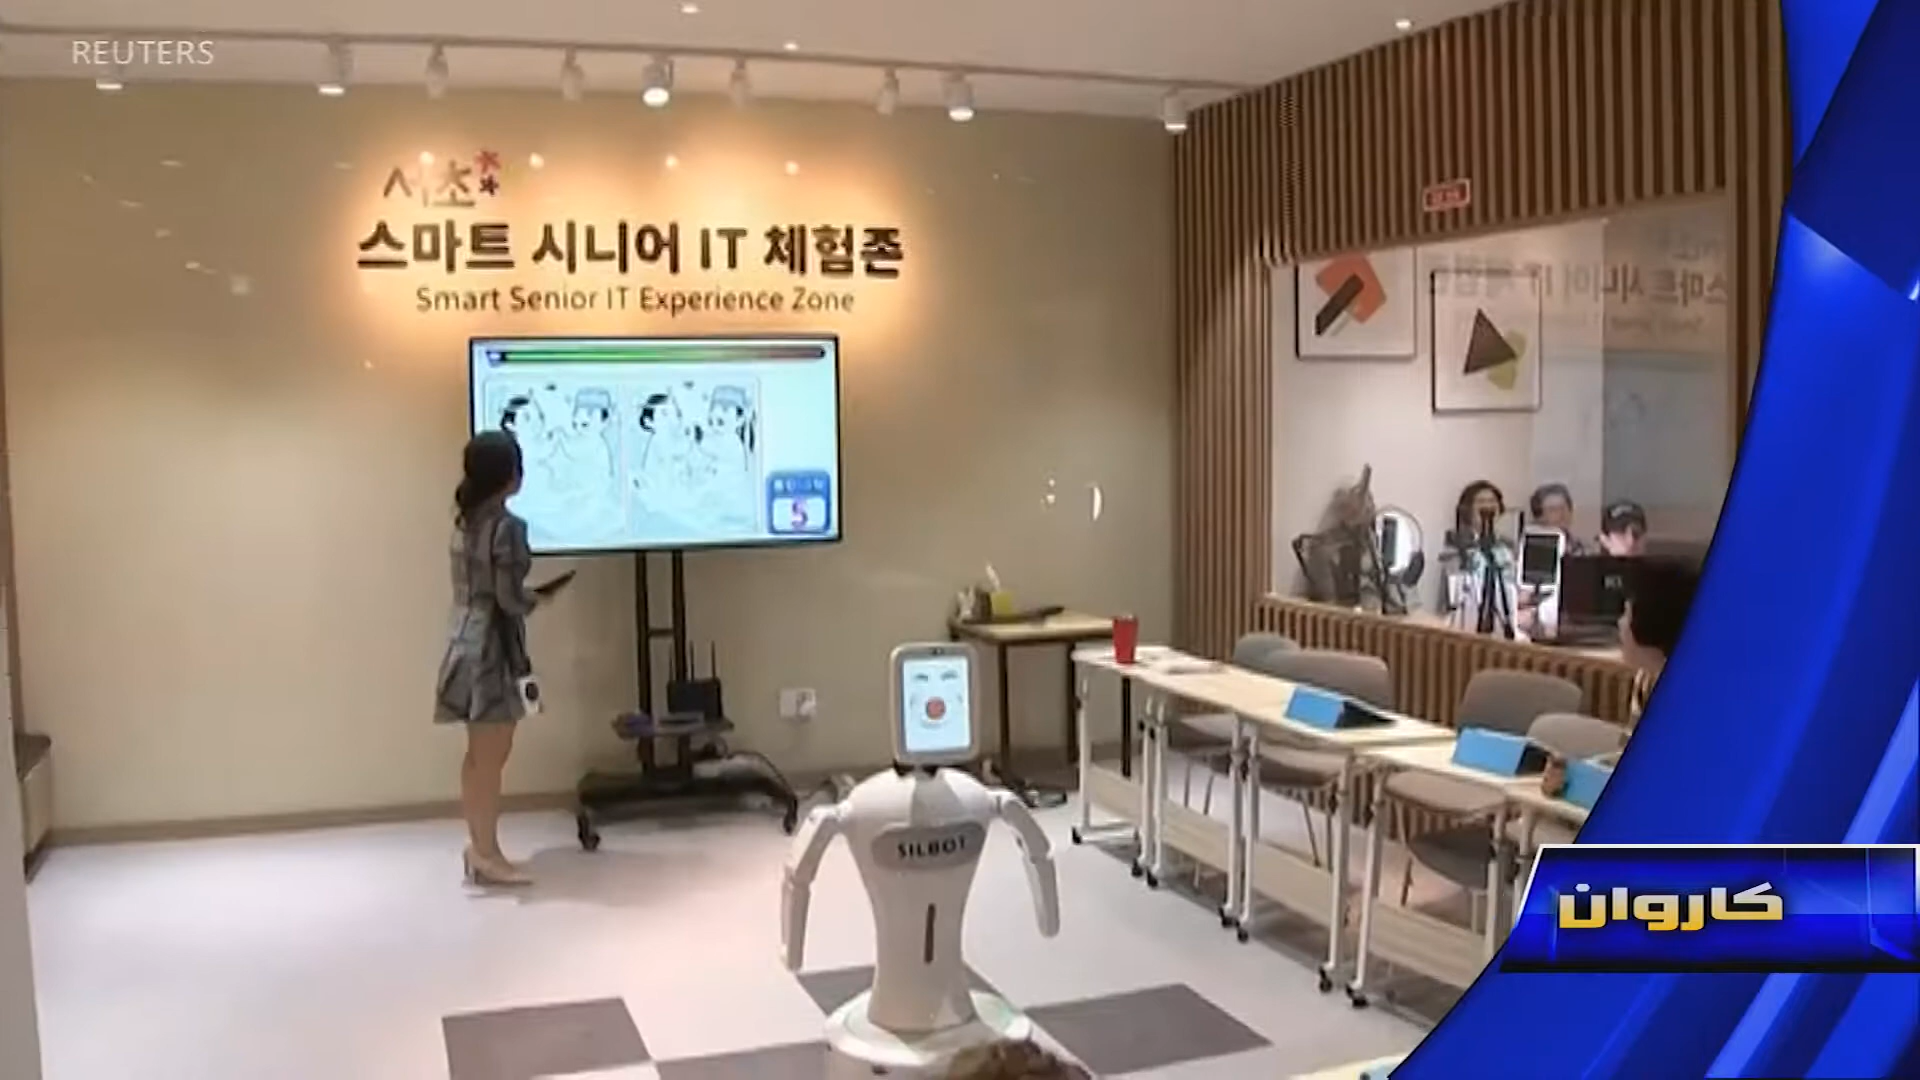 REUTERS
서초
스마트 시니어 IT 체험존
Smart Senior IT Experience Zone
5
SILBOT
کاروان